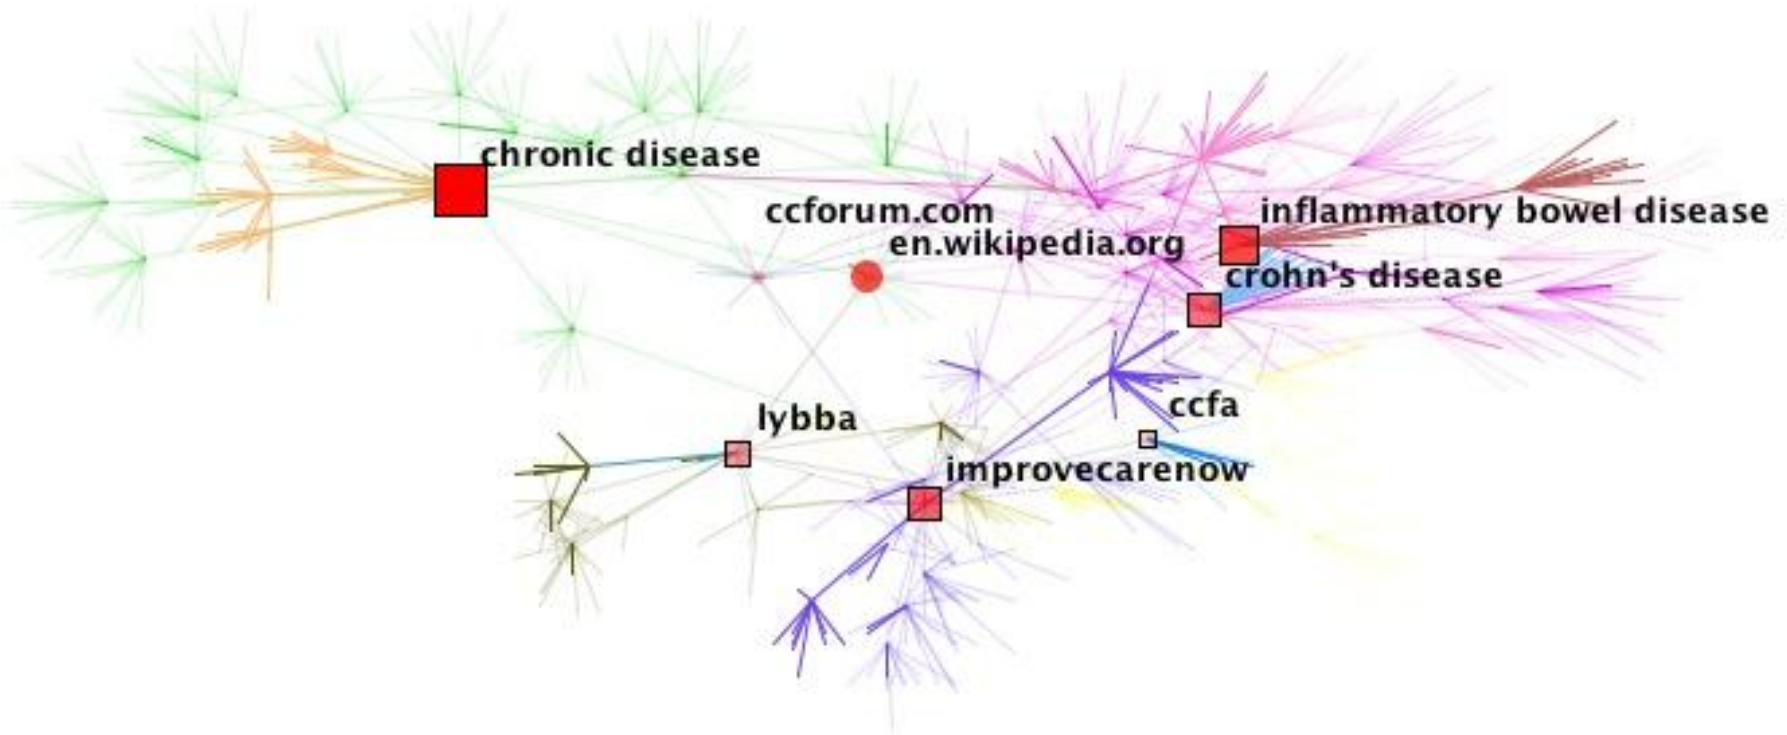 chronic disease
ccforum.com
inflammatory bowel disease
en.wikipedia.org
crohn's disease
lybba
ccfa
improvecarenow